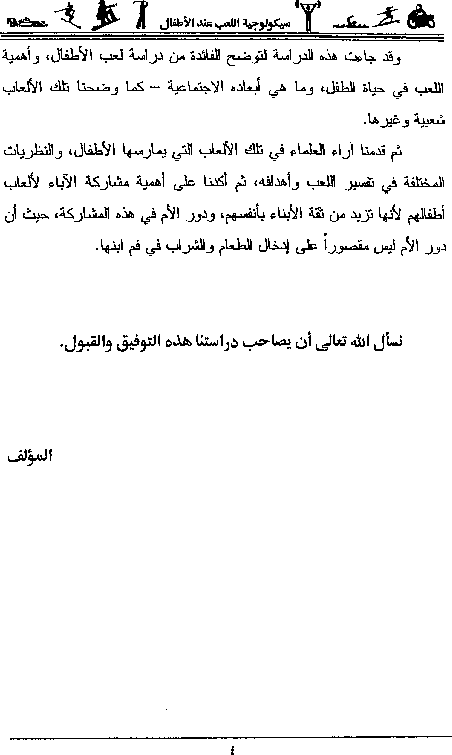 سيكولوجية اللعب عند الأطفال
وقد جاءت هذه الدراسة لتوضح الفائدة من دراسة لعب الأطفال، وأهمية
اللعب في حياة الطفل، وما هي أبعاده الاجتماعية – كما وضحنا تلك الألعاب
شعبية وغيرها.
ثم قدمنا آراء العلماء في تلك الألعاب التي يمارسها الأطفال، والنظريات
المختلفة في تفسير اللعب وأهدافه، ثم أكدنا على أهمية مشاركة الآباء لألعاب
أطفالهم لأنها تزيد من ثقة الأبناء بأنفسهم، ودور الأم في هذه المشاركة، حيث أن
دور الأم ليس مقصوراً على إدخال الطعام والشراب في فم ابنها.
نسأل الله تعالى أن يصاحب دراستنا هذه التوفيق والقبول.
المؤلف